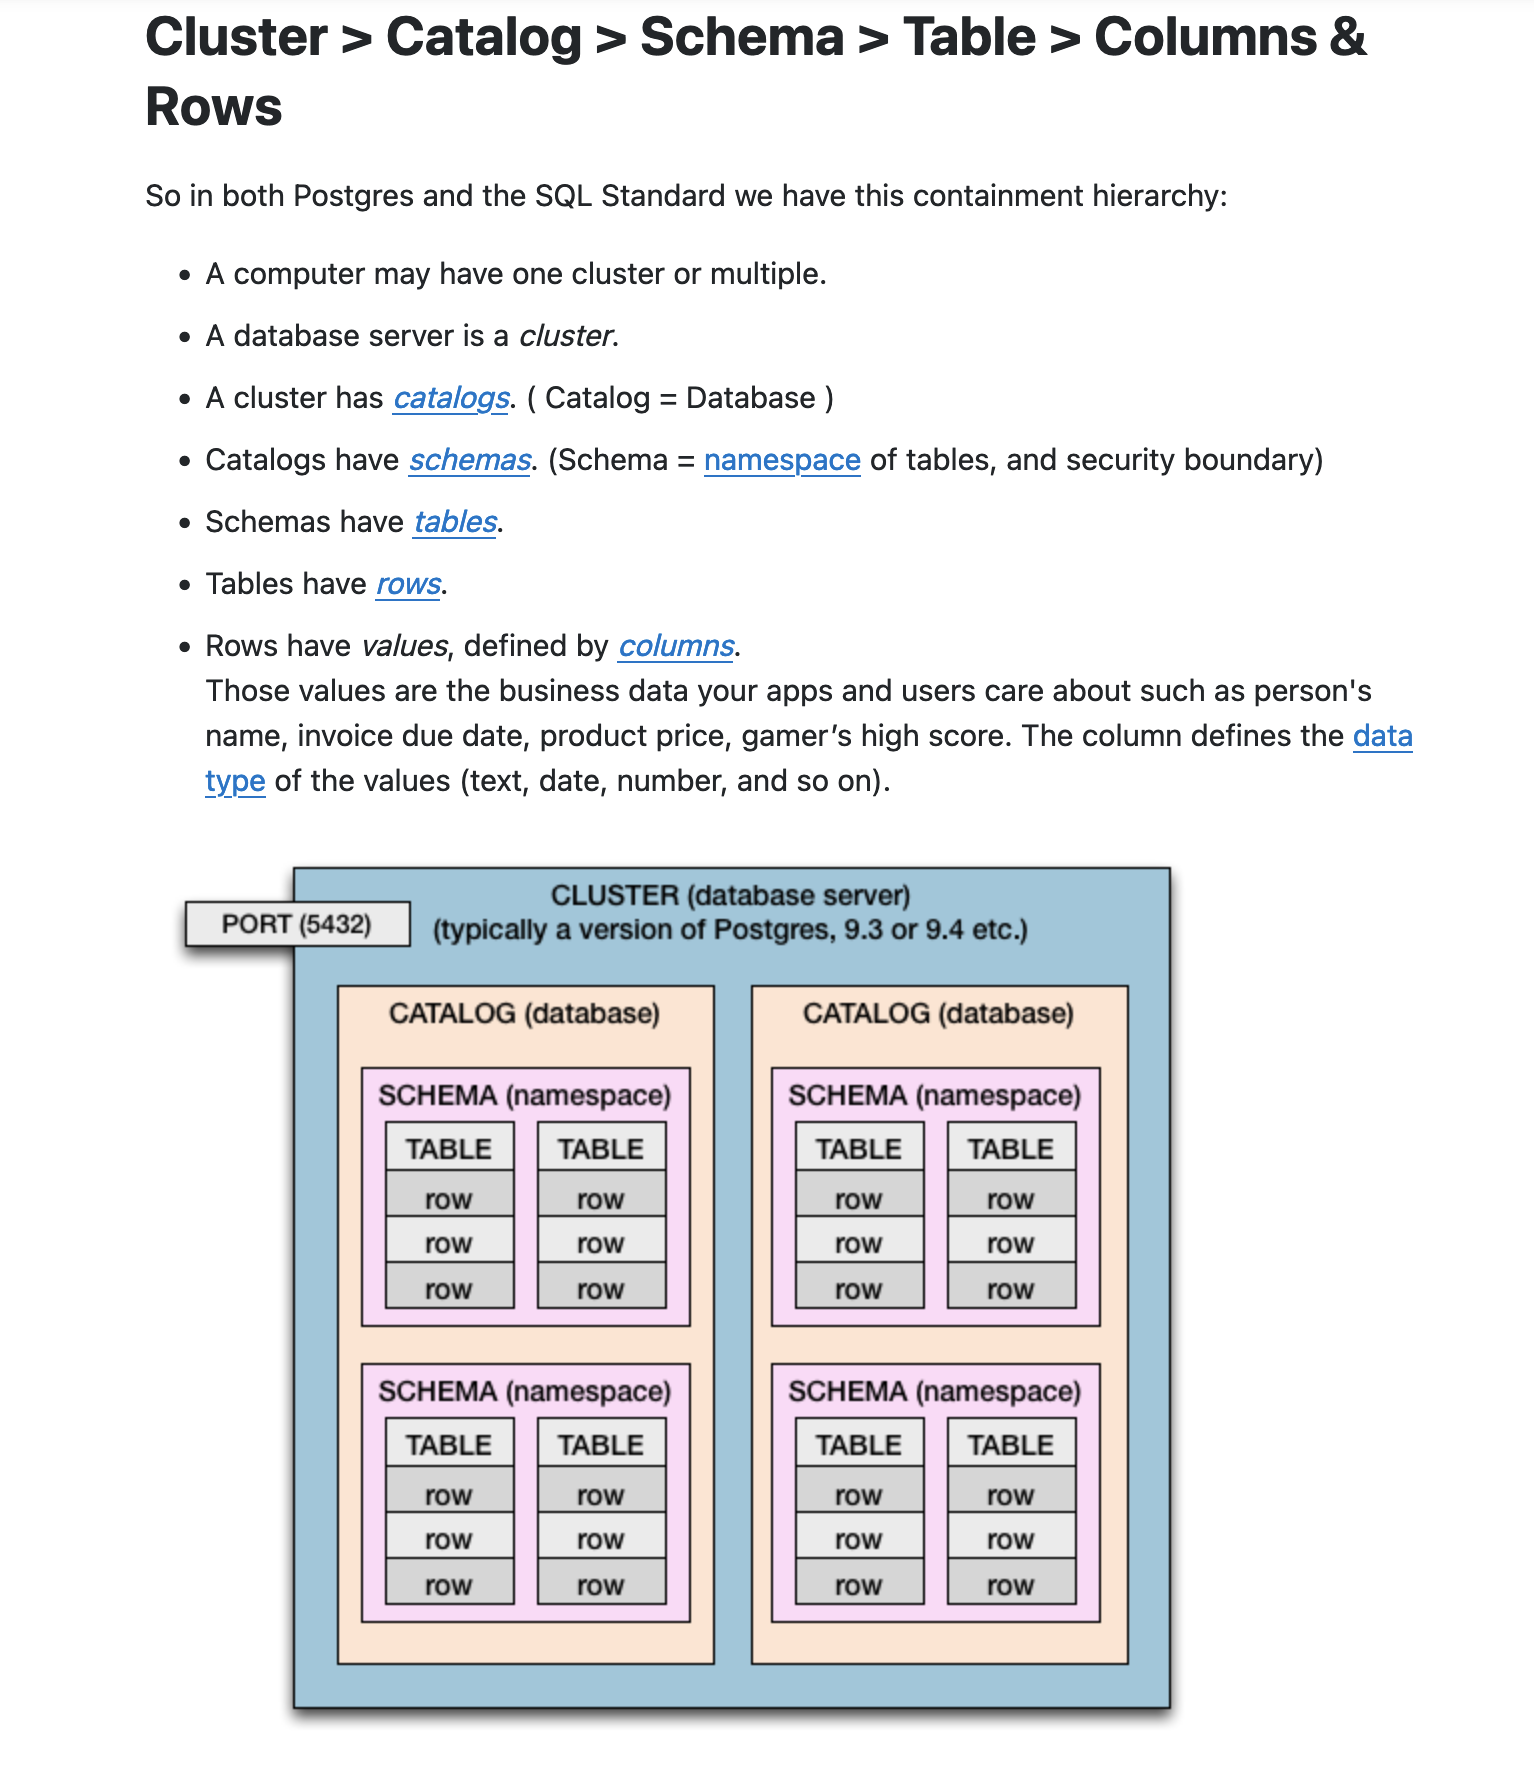 Cluster > Catalog > Schema > Table > Columns &
Rows
So in both Postgres and the SQL Standard we have this containment hierarchy:
• A computer may have one cluster or multiple.
• A database server is a cluster.
• A cluster has catalogs. ( Catalog = Database )
• Catalogs have schemas. (Schema = namespace of tables, and security boundary)
• Schemas have tables.
• Tables have rows.
• Rows have values, defined by columns.
Those values are the business data your apps and users care about such as person's
name, invoice due date, product price, gamer’s high score. The column defines the data
type of the values (text, date, number, and so on).
CLUSTER (database server)
PORT (5432)
(typically a version of Postgres, 9.3 or 9.4 etc.)
CATALOG (database)
SCHEMA (namespace)
TABLE TABLE
row row
row row
row row
SCHEMA (namespace)
TABLE TABLE
row row
row row
row row
CATALOG (database)
SCHEMA (namespace)
TABLE TABLE
row row
row row
row row
SCHEMA (namespace)
TABLE TABLE
row row
row row
row row